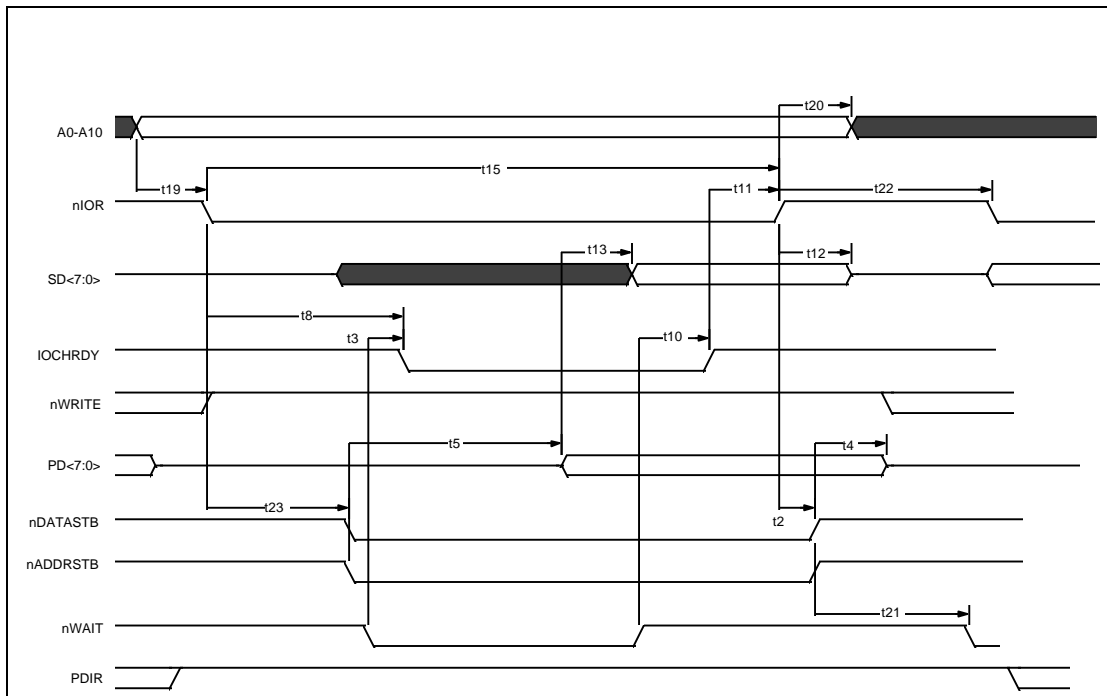 t20
A0-A10
t15
t19
t11
t22
nIOR
t13
t12
SD<7:0>
t8
t3
t10
IOCHRDY
nWRITE
t5
t4
PD<7:0>
t23
t2
nDATASTB
nADDRSTB
t21
nWAIT
PDIR